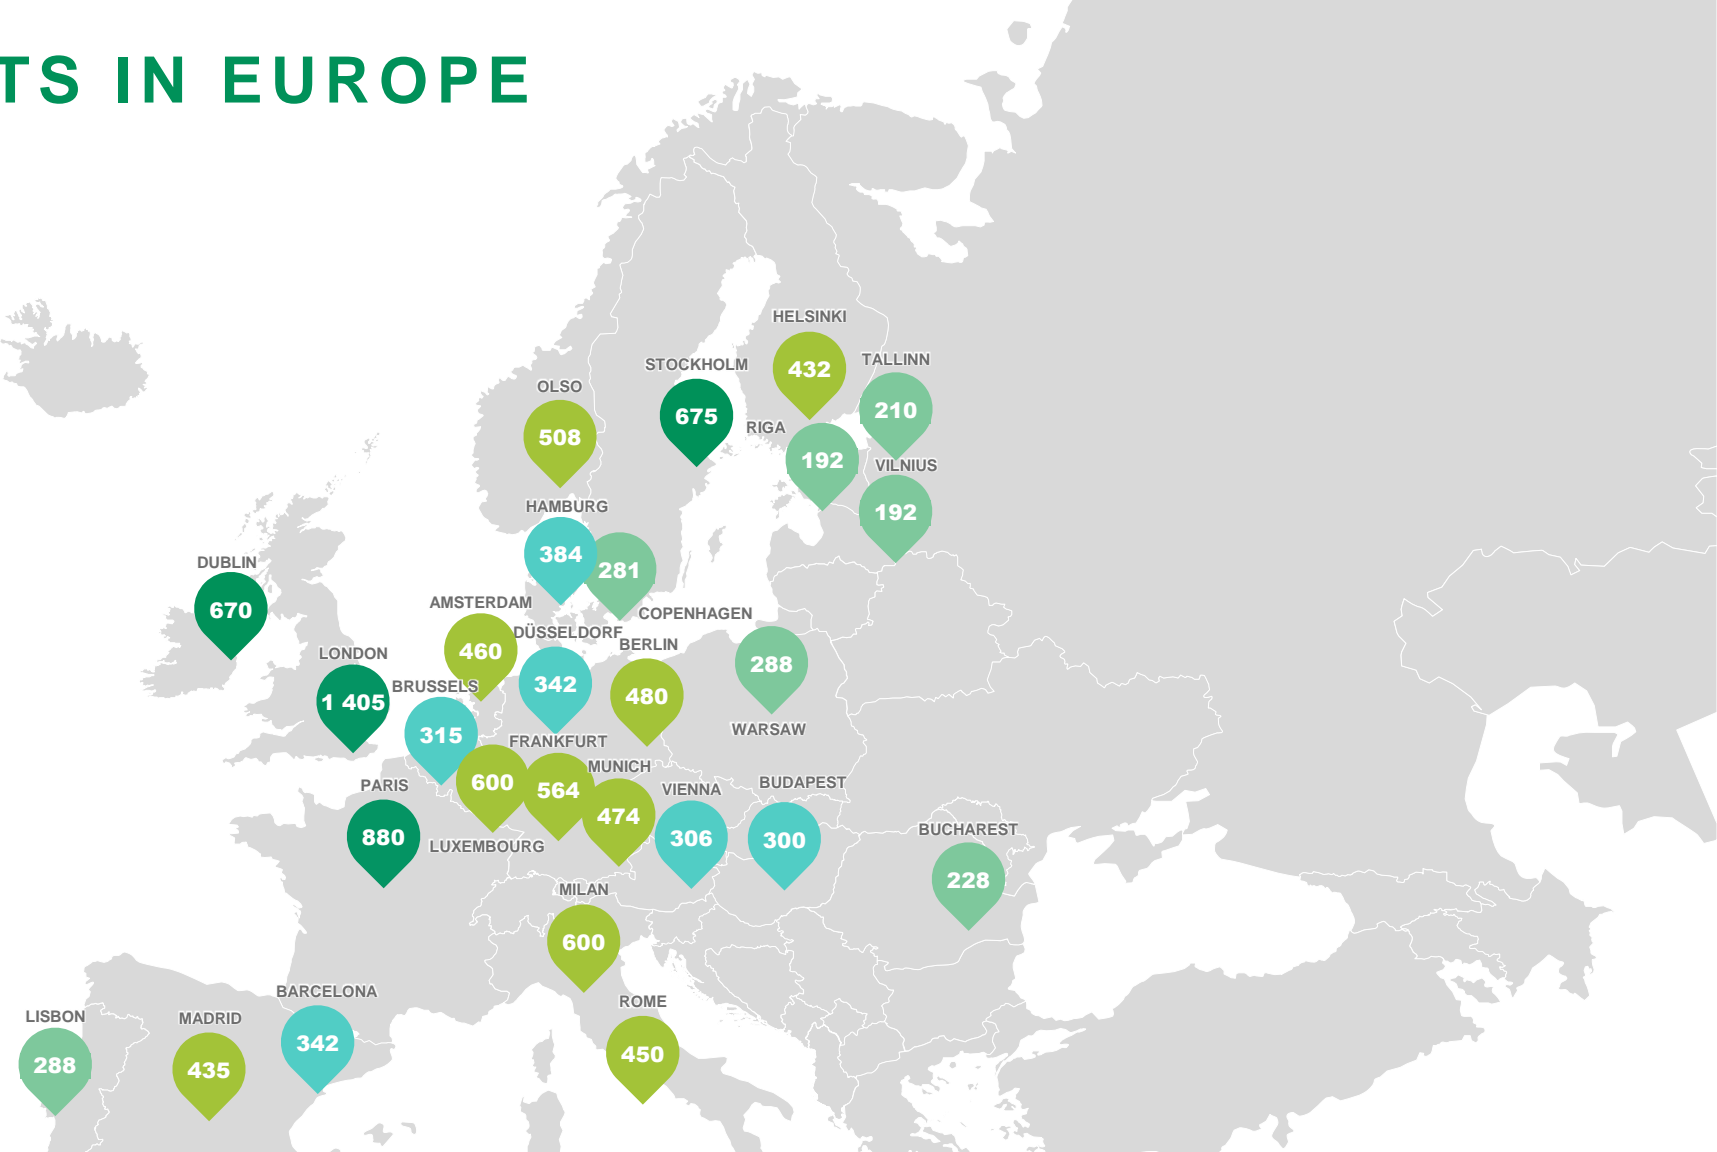 TS IN EUROPE
HELSINKI
432
TALLINN
210
STOCKHOLM
675
OLSO
508
RIGA
192
VILNIUS
192
HAMBURG
384
281
COPENHAGEN
DUBLIN
670
AMSTERDAM
460
DÜSSELDORF
342
BERLIN
480
288
WARSAW
LONDON
1 405
BRUSSELS
315
FRANKFURT
564
600
LUXEMBOURG
MUNICH
474
PARIS
880
VIENNA
306
BUDAPEST
300
BUCHAREST
228
MILAN
600
ROME
450
BARCELONA
342
MADRID
435
LISBON
288